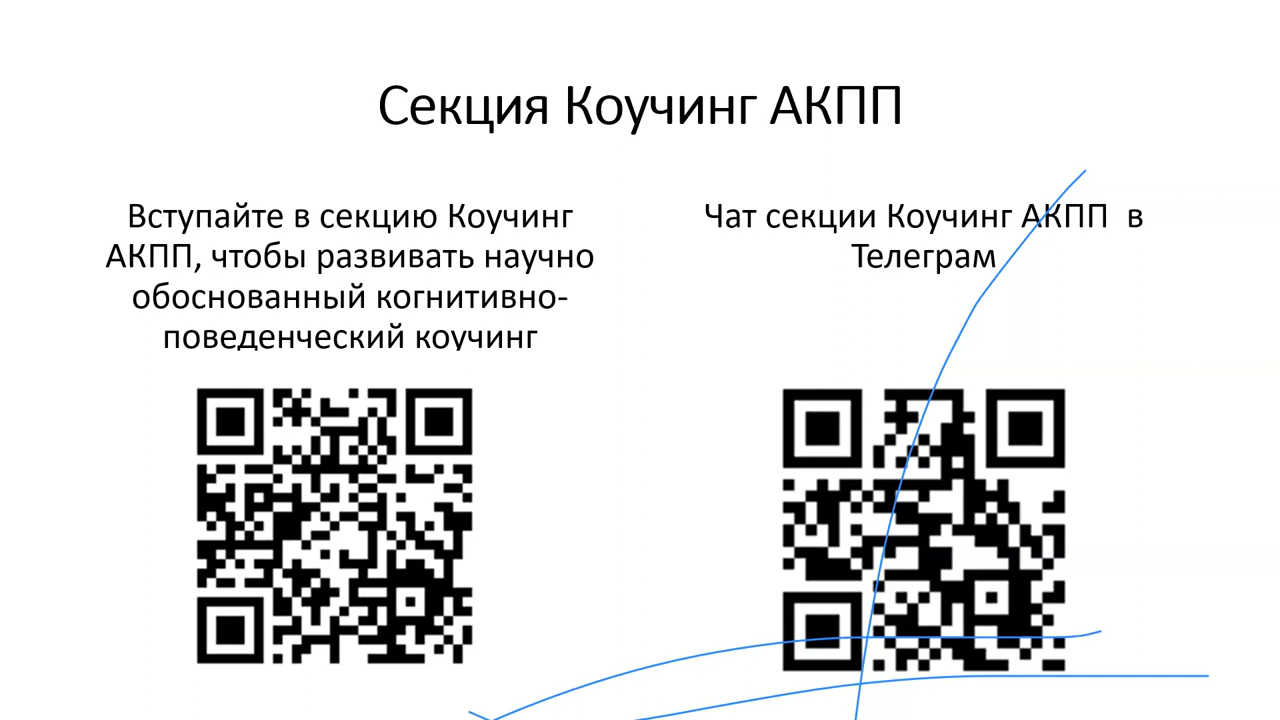 Секция Коучинг АКПП
Вступайте в секцию Коучинг
АКПП, чтобы развивать научно
обоснованный когнитивно-
поведенческий коучинг
Чат секции Коучинг АКПП в
Телеграм